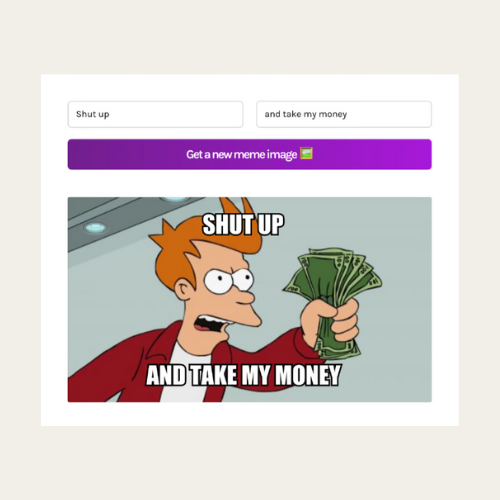 Shut up
and take my money
Get a new meme image 🖼
SHUT UP
AND TAKE MY MONEY